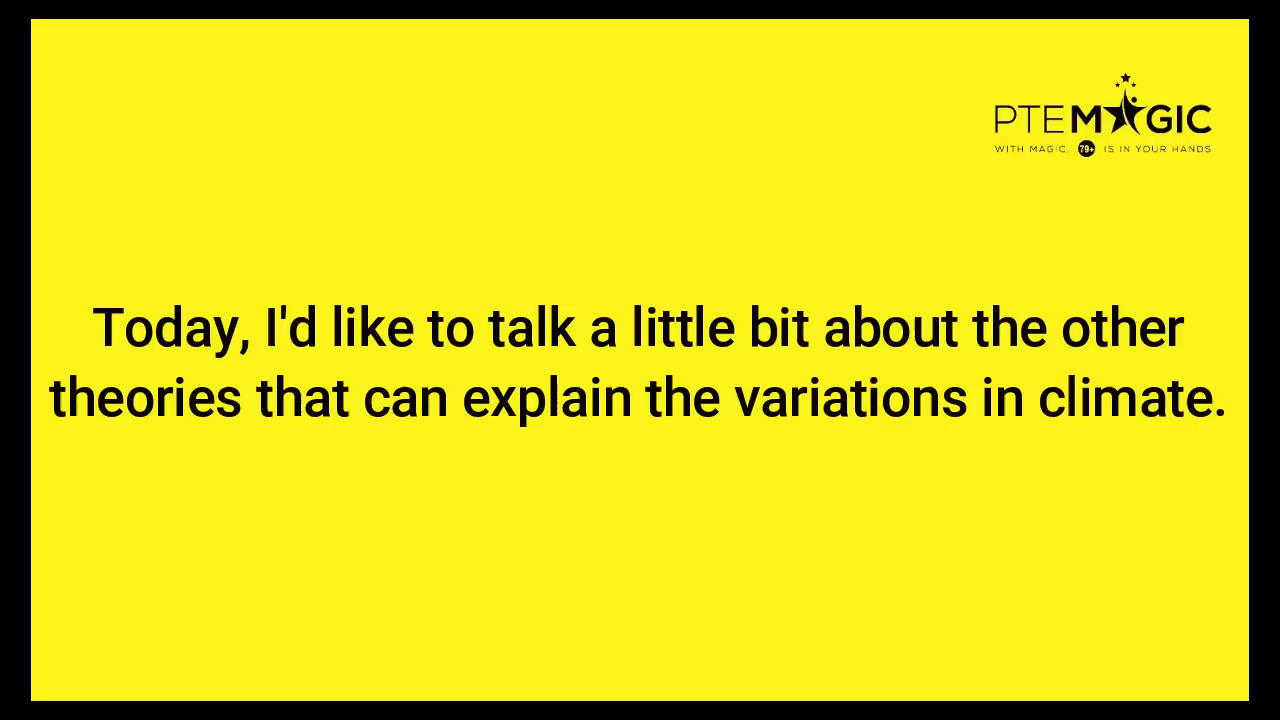 PTEMAGIC
WITH MAGIC, 79+ IS IN YOUR HANDS
Today, I'd like to talk a little bit about the other
theories that can explain the variations in climate.